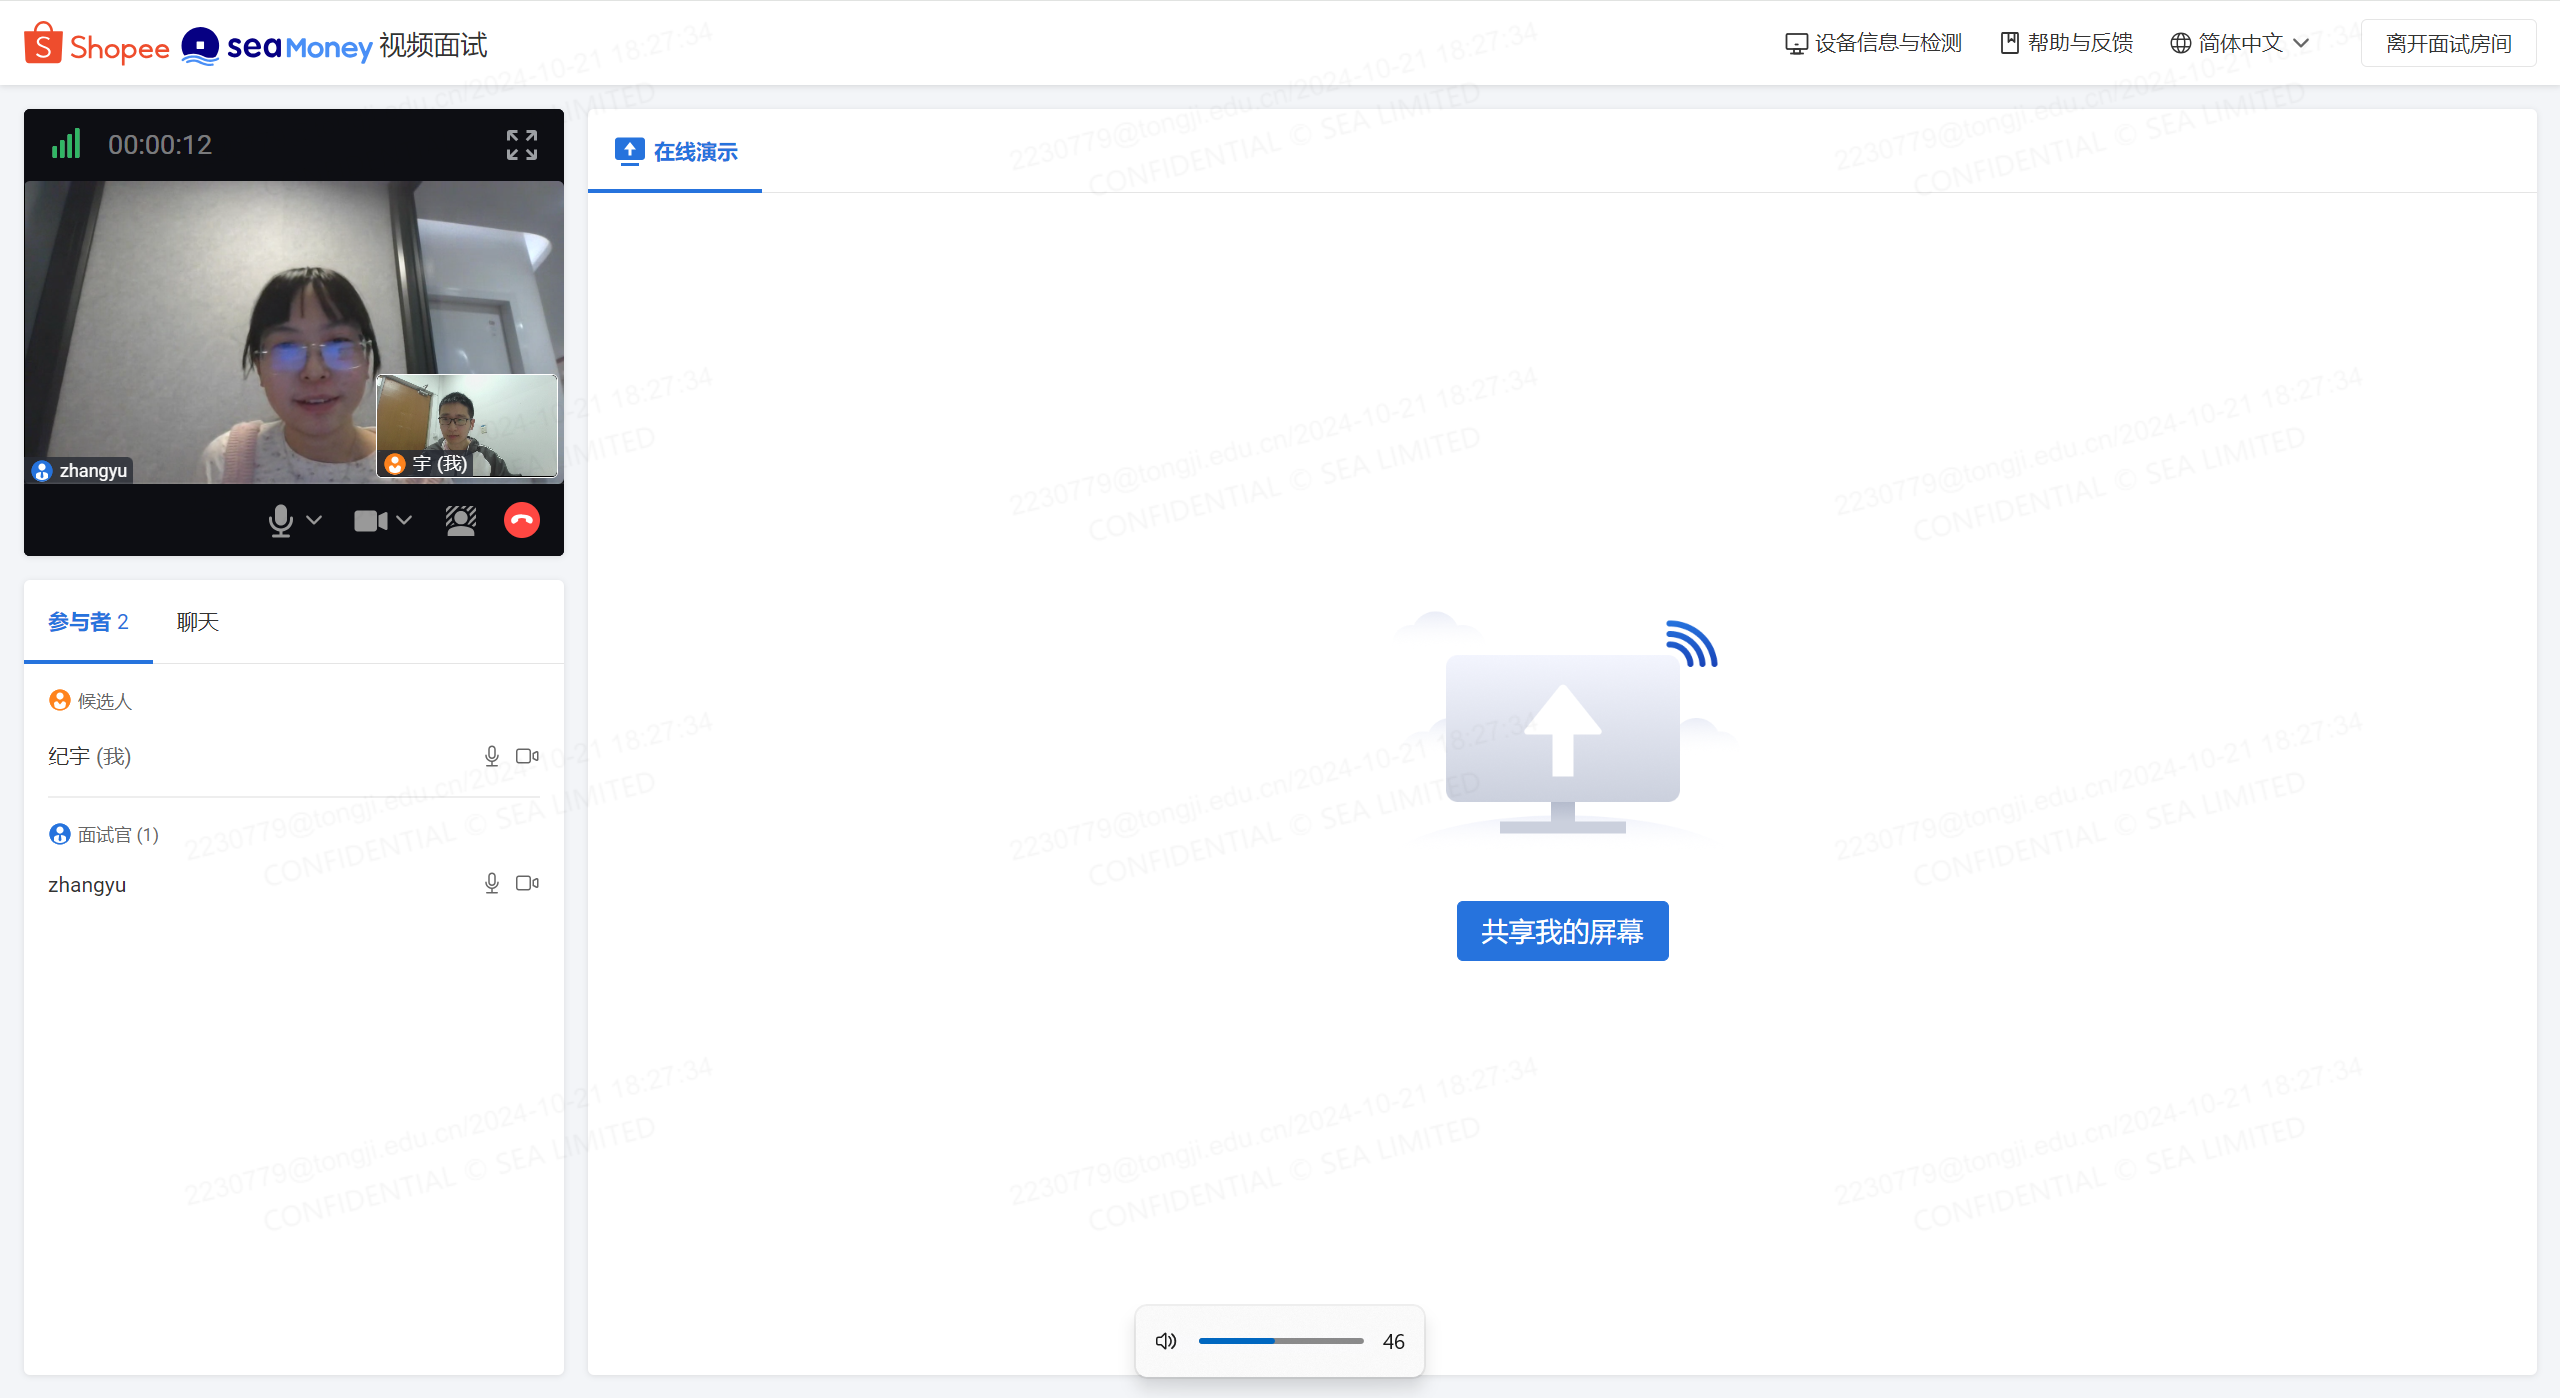 Shopee sea Money 视频面试
设备信息与检测 帮助与反馈 简体中文 离开面试房间
00:00:12
zhangyu
宇 (我)
参与者 2 聊天
候选人
纪宇 (我)
面试官 (1)
zhangyu
在线演示
共享我的屏幕
46
2230779@tongji.edu.cn/2024-10-21 18:27:34
CONFIDENTIAL © SEA LIMITED